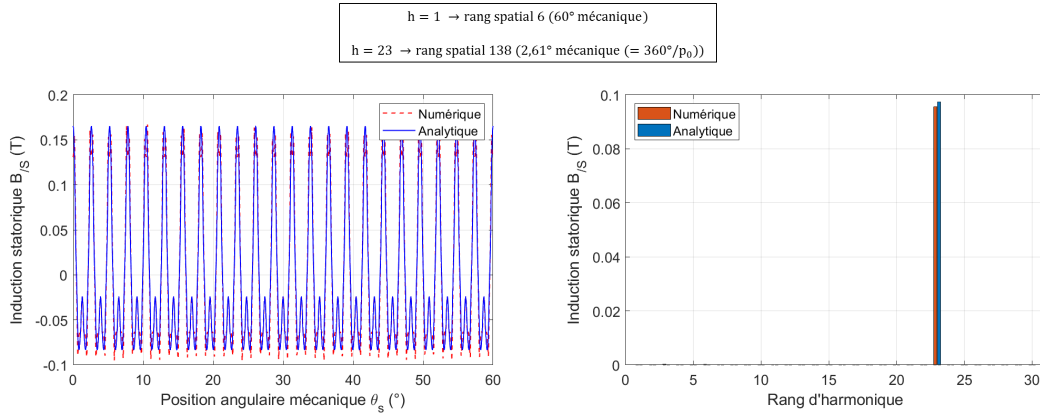 h = 1 → rang spatial 6 (60° mécanique)
h = 23 → rang spatial 138 (2,61° mécanique (= 360°/p₀))
0.2
0.15
0.1
0.05
0
-0.05
-0.1
Induction statorique B/S (T)
Numérique
Analytique
0 10 20 30 40 50 60
Position angulaire mécanique θs (°)
0.1
0.08
0.06
0.04
0.02
0
Induction statorique B/S (T)
Numérique
Analytique
0 5 10 15 20 25 30
Rang d'harmonique